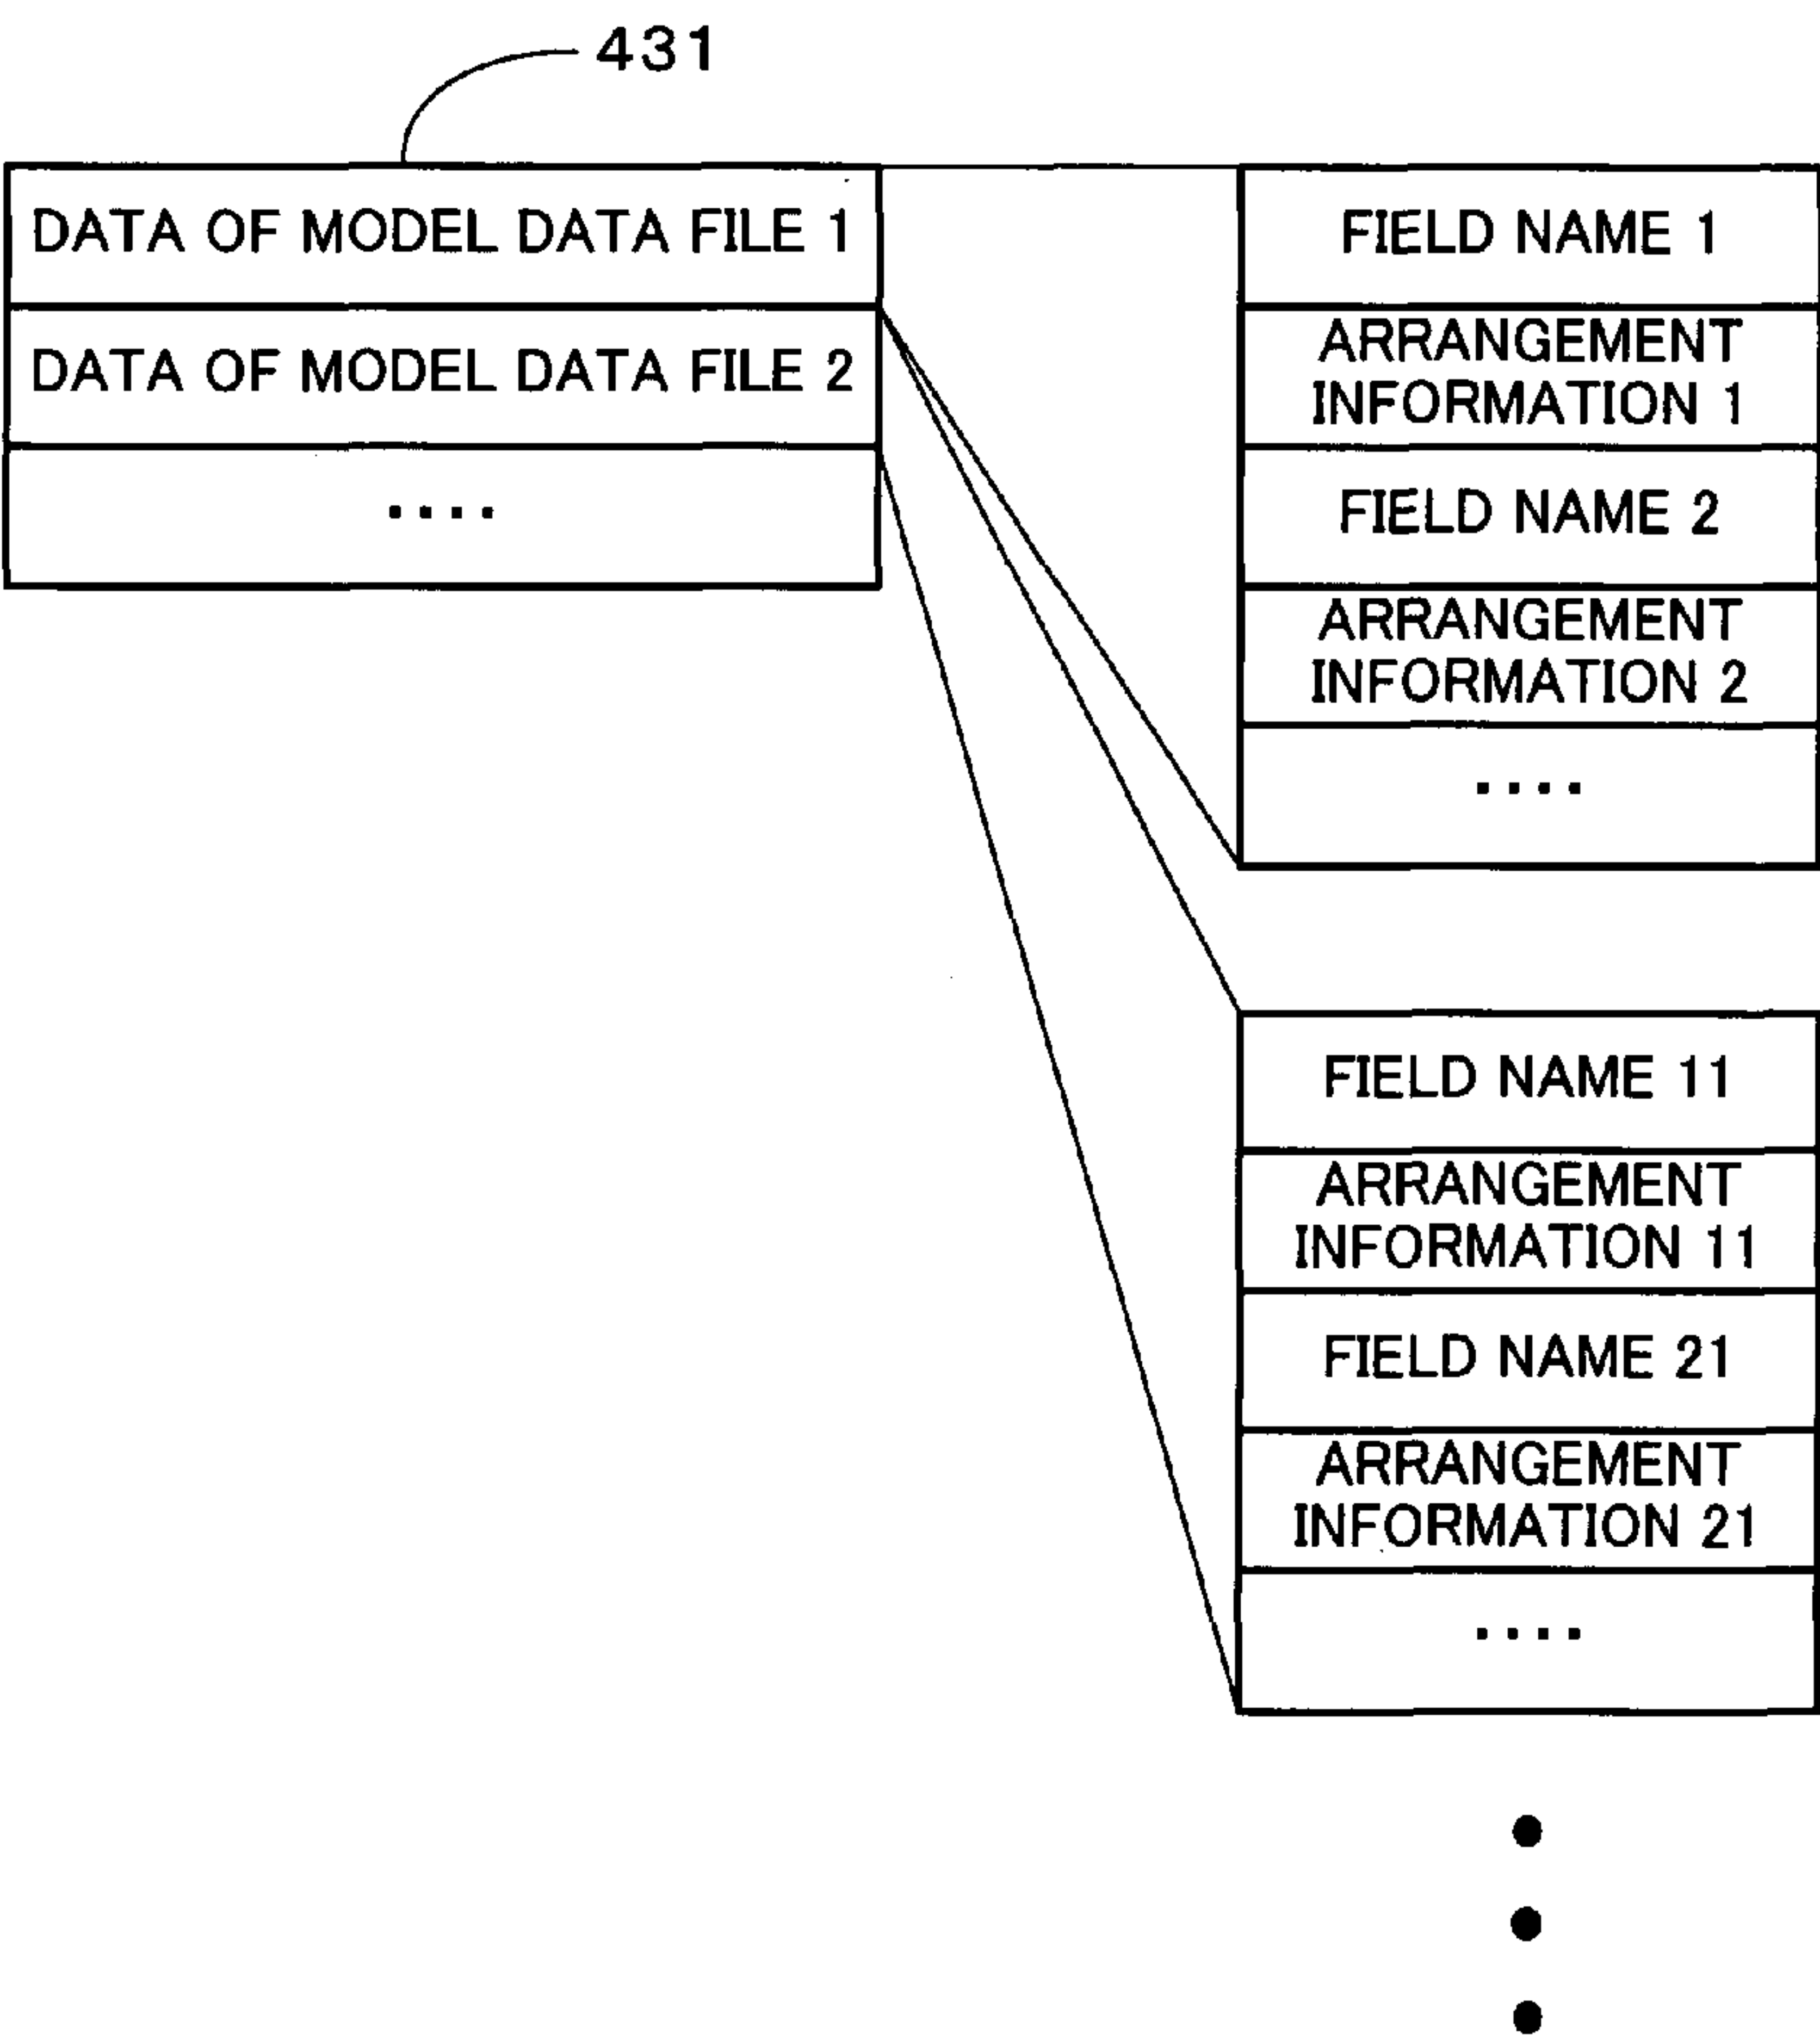 431
DATA OF MODEL DATA FILE 1
DATA OF MODEL DATA FILE 2
....
FIELD NAME 1
ARRANGEMENT
INFORMATION 1
FIELD NAME 2
ARRANGEMENT
INFORMATION 2
....
FIELD NAME 11
ARRANGEMENT
INFORMATION 11
FIELD NAME 21
ARRANGEMENT
INFORMATION 21
....